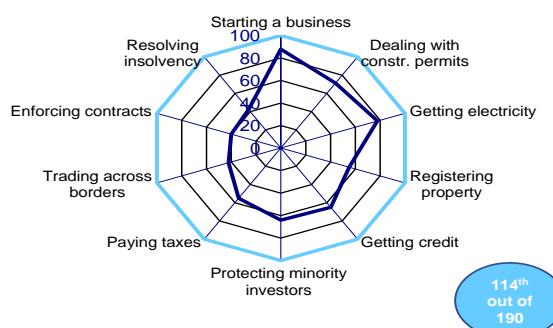 Starting a business
Dealing with
constr. permits
Getting electricity
Registering
property
Getting credit
Protecting minority
investors
Paying taxes
Trading across
borders
Enforcing contracts
Resolving
insolvency
100
80
60
40
20
0
114th
out of
190